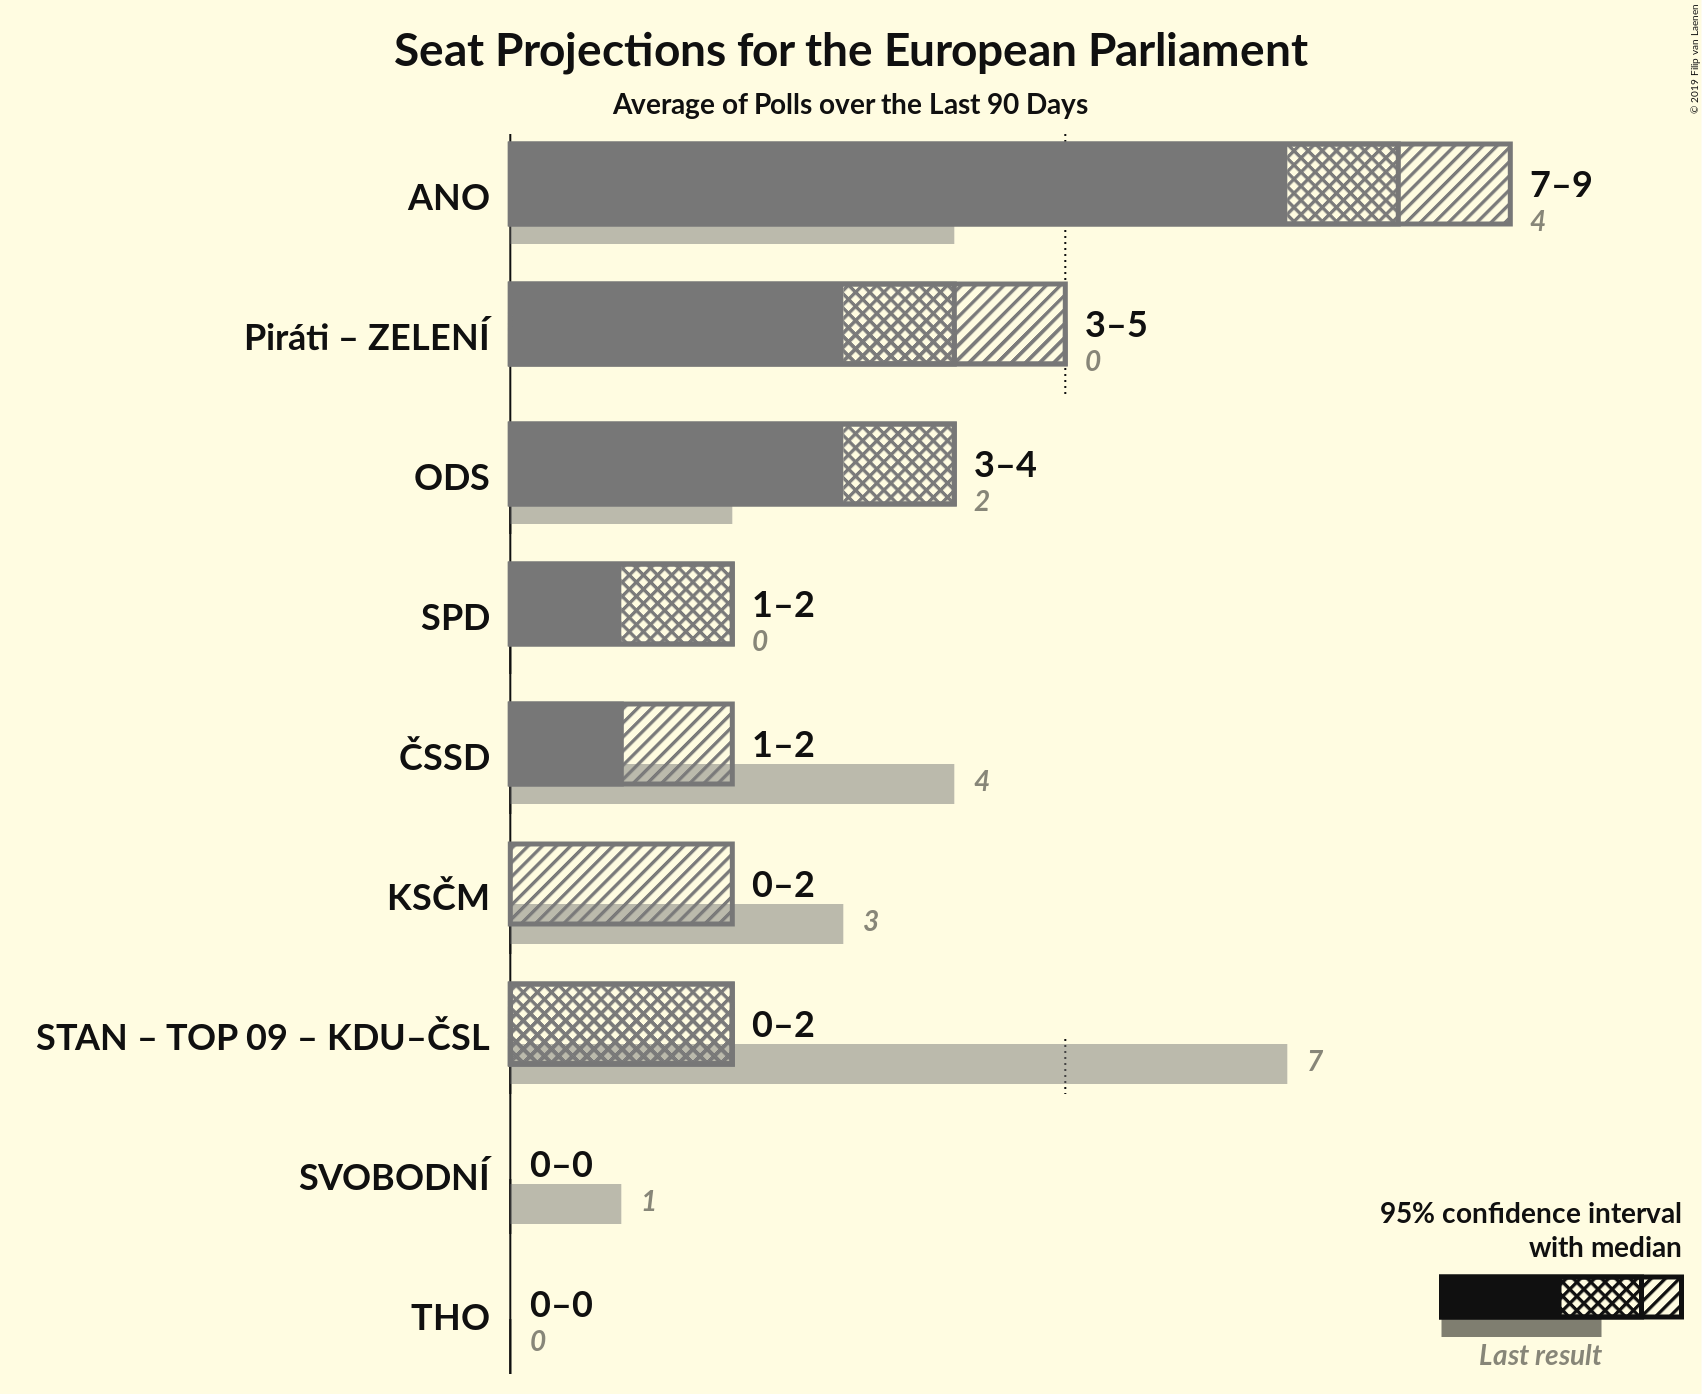 Seat Projections for the European Parliament
Average of Polls over the Last 90 Days
© 2019 Filip van Laenen
ANO
7–9
4
Piráti – ZELENÍ
3–5
0
ODS
3–4
2
SPD
1–2
0
ČSSD
1–2
4
KSČM
0–2
3
STAN – TOP 09 – KDU–ČSL
0–2
7
SVOBODNÍ
0–0
1
THO
0–0
0
95% confidence interval
with median
Last result